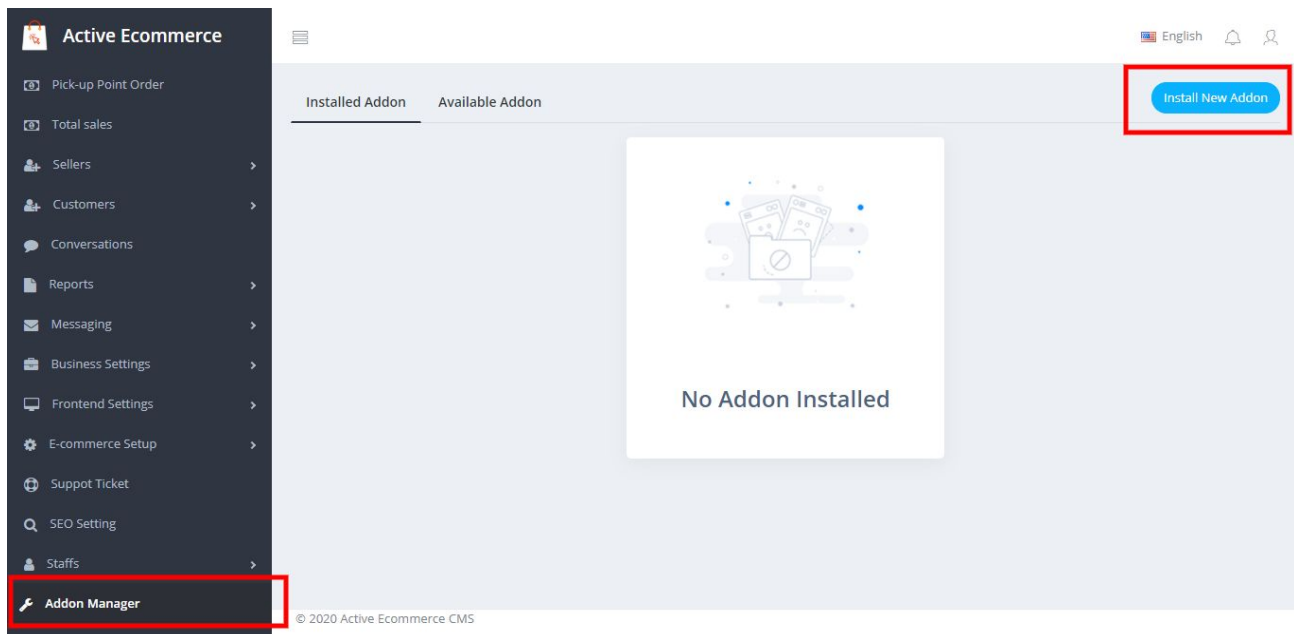 Active Ecommerce
Pick-up Point Order
Total sales
Sellers
Customers
Conversations
Reports
Messaging
Business Settings
Frontend Settings
E-commerce Setup
Suppot Ticket
SEO Setting
Staffs
Addon Manager
English
Installed Addon
Available Addon
Install New Addon
No Addon Installed
© 2020 Active Ecommerce CMS